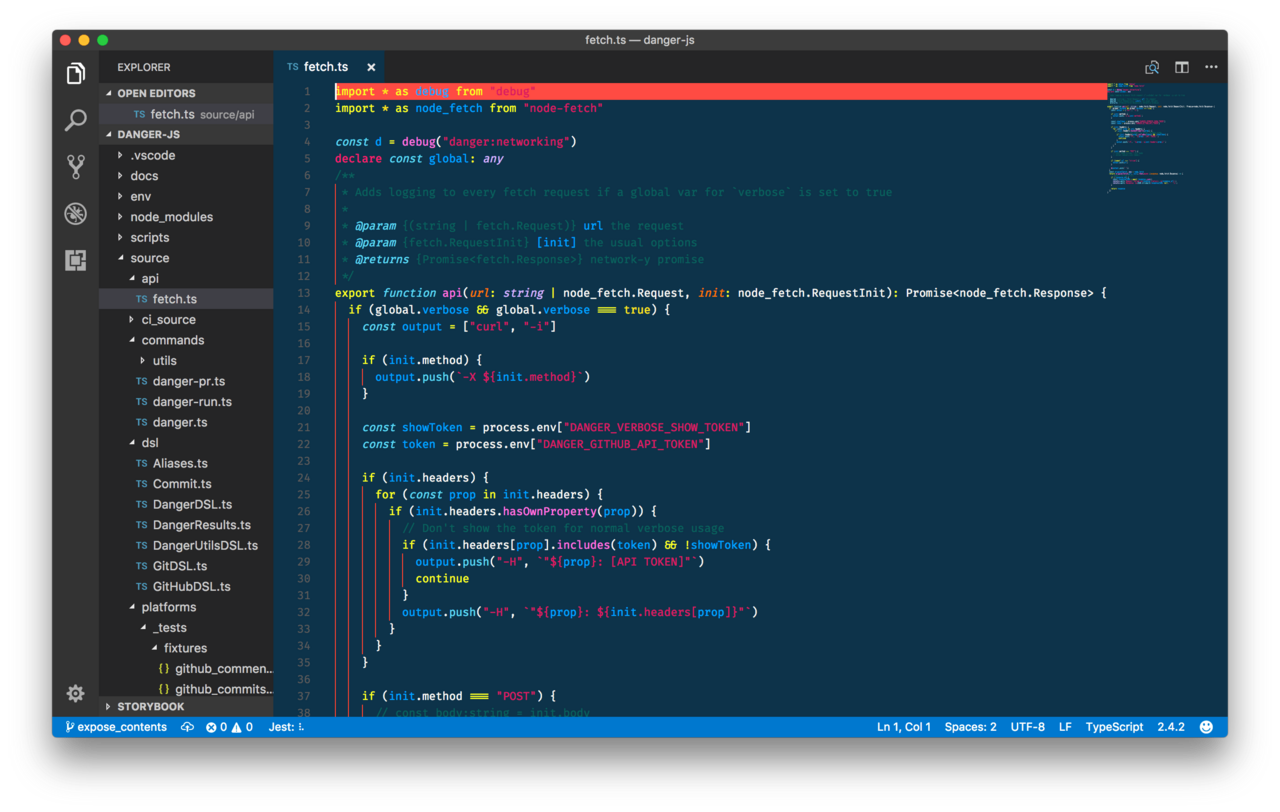 fetch.ts — danger-js
EXPLORER
OPEN EDITORS
TS fetch.ts source/api
DANGER-JS
.vscode
docs
env
node_modules
scripts
source
api
TS fetch.ts
ci_source
commands
utils
TS danger-pr.ts
TS danger-run.ts
TS danger.ts
dsl
TS Aliases.ts
TS Commit.ts
TS DangerDSL.ts
TS DangerResults.ts
TS DangerUtilsDSL.ts
TS GitDSL.ts
TS GitHubDSL.ts
platforms
_tests
fixtures
{} github_commen...
{} github_commits...
STORYBOOK
TS fetch.ts ×
1 import * as debug from "debug"
2 import * as node_fetch from "node-fetch"
3
4 const d = debug("danger:networking")
5 declare const global: any
6 /**
7 * Adds logging to every fetch request if a global var for `verbose` is set to true
8 *
9 * @param {(string | fetch.Request)} url the request
10 * @param {fetch.RequestInit} [init] the usual options
11 * @returns {Promise<fetch.Response>} network-y promise
12 */
13 export function api(url: string | node_fetch.Request, init: node_fetch.RequestInit): Promise<node_fetch.Response> {
14 if (global.verbose && global.verbose === true) {
15 const output = ["curl", "-i"]
16
17 if (init.method) {
18 output.push(`-X ${init.method}`)
19 }
20
21 const showToken = process.env["DANGER_VERBOSE_SHOW_TOKEN"]
22 const token = process.env["DANGER_GITHUB_API_TOKEN"]
23
24 if (init.headers) {
25 for (const prop in init.headers) {
26 if (init.headers.hasOwnProperty(prop)) {
27 // Don't show the token for normal verbose usage
28 if (init.headers[prop].includes(token) && !showToken) {
29 output.push("-H", `"${prop}: [API TOKEN]"`)
30 continue
31 }
32 output.push("-H", `"${prop}: ${init.headers[prop]}"`)
33 }
34 }
35 }
36
37 if (init.method === "POST") {
38 // const body:string = init.body
expose_contents 0 0 Jest:
Ln 1, Col 1 Spaces: 2 UTF-8 LF TypeScript 2.4.2